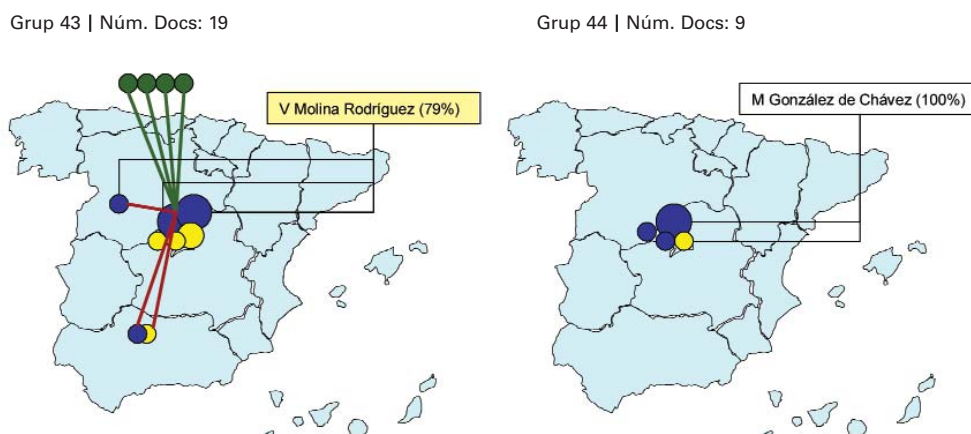 Grup 43 | Núm. Docs: 19
Grup 44 | Núm. Docs: 9
V Molina Rodríguez (79%)
M González de Chávez (100%)